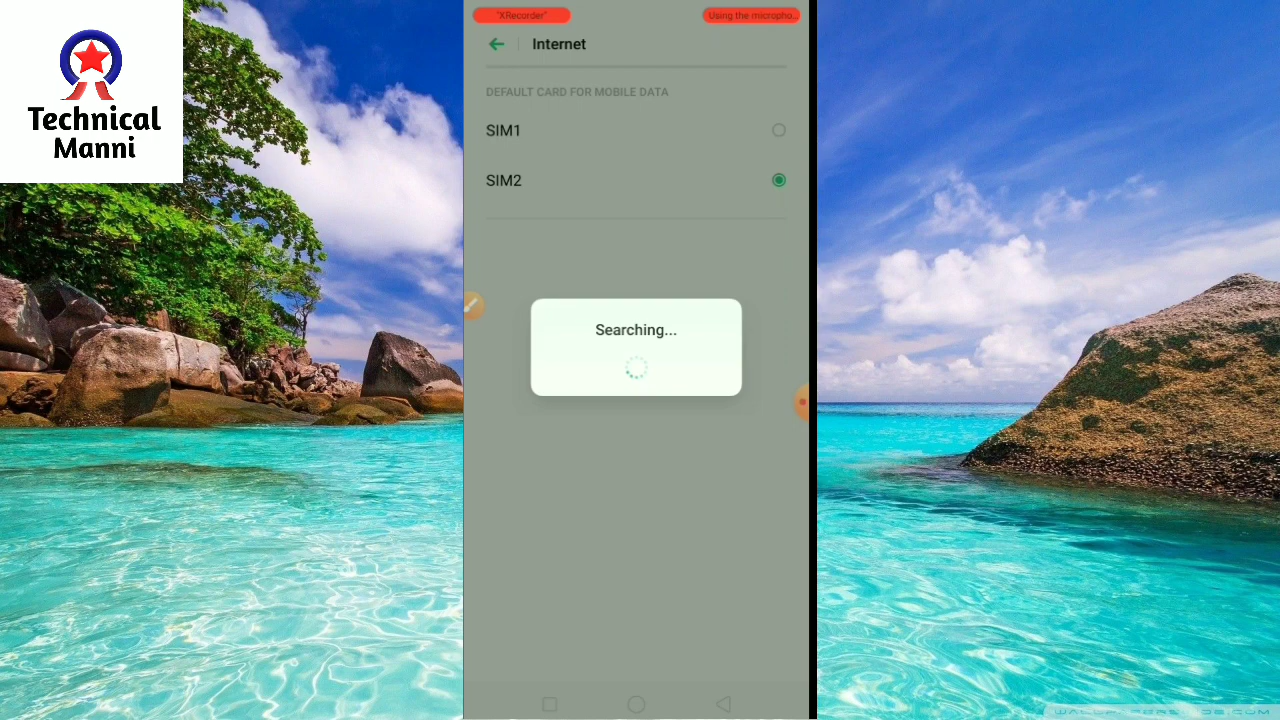 Technical
Manni
"XRecorder"
Using the micropho...
Internet
DEFAULT CARD FOR MOBILE DATA
SIM1
SIM2
Searching...